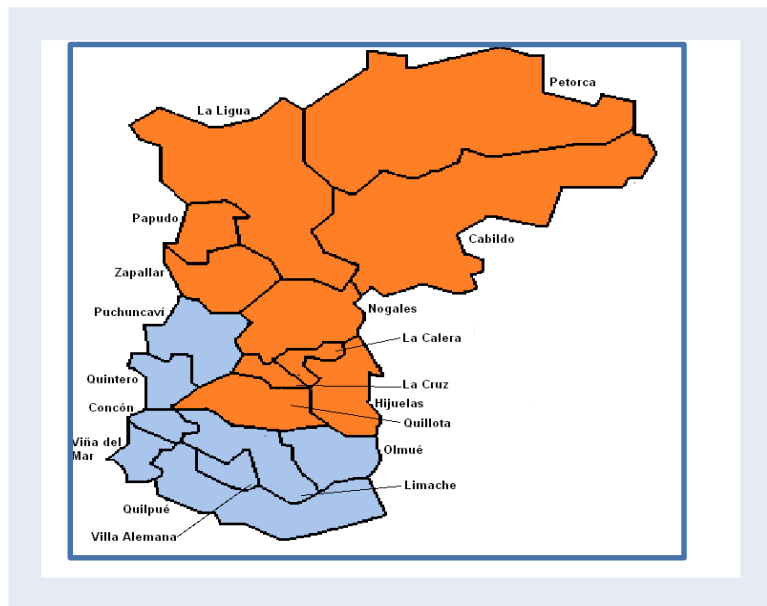 Petorca
La Ligua
Papudo
Cabildo
Zapallar
Puchuncaví
Nogales
La Calera
Quintero
La Cruz
Hijuelas
Concón
Quillota
Viña del
Mar
Olmué
Limache
Quilpué
Villa Alemana